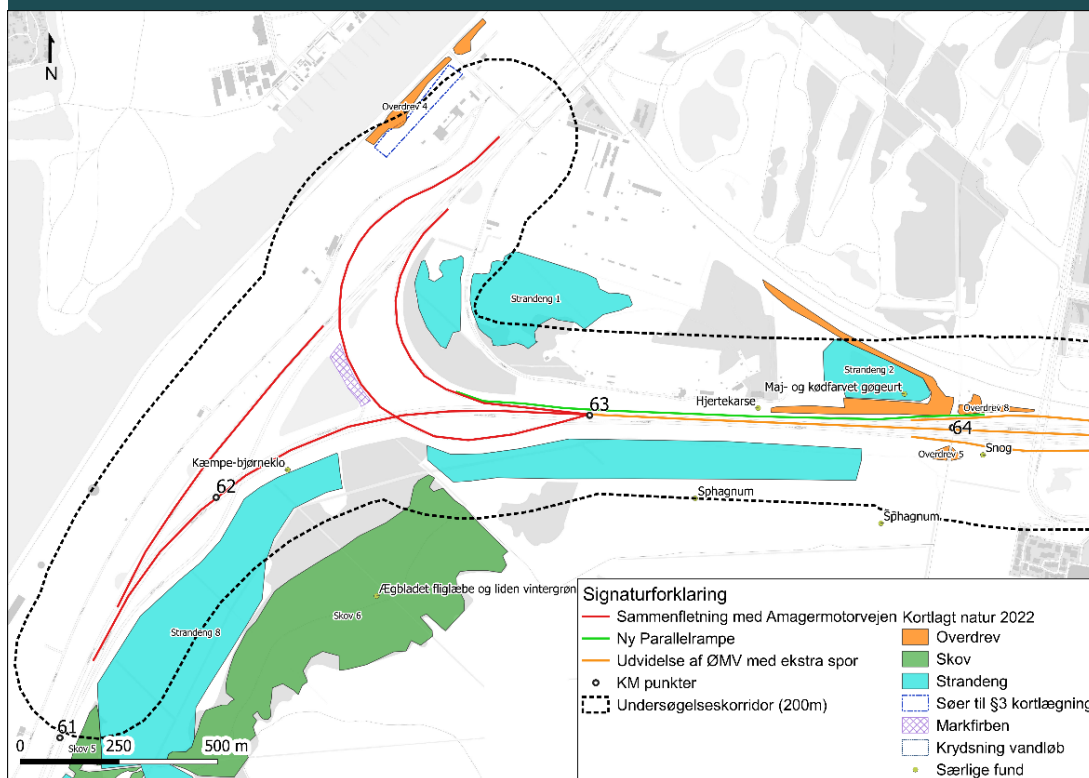 N
Overdrev 4
Strandeng 1
Strandeng 2
Maj- og kødfarvet gøgeurt
Hjertekarse
Overdrev 8
63
64
Overdrev 5
Snog
Kæmpe-bjørneklo
62
Sphagnum
Sphagnum
Ægbladet fliglæbe og liden vintergrøn
Skov 6
Strandeng 8
61
Skov 5
0 250 500 m
Signaturforklaring
Sammenfletning med Amagermotorvejen
Ny Parallelrampe
Udvidelse af ØMV med ekstra spor
KM punkter
Undersøgelseskorridor (200m)
Kortlagt natur 2022
Overdrev
Skov
Strandeng
Søer til §3 kortlægning
Markfirben
Krydsning vandløb
Særlige fund